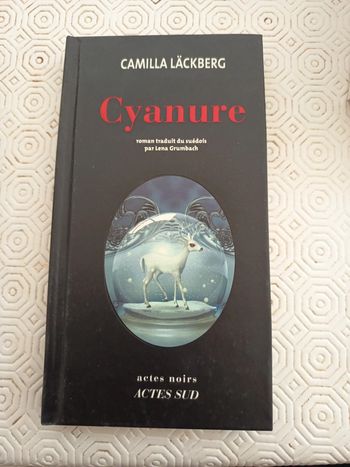 CAMILLA LÄCKBERG
Cyanure
roman traduit du suédois
par Lena Grumbach
actes noirs
ACTES SUD